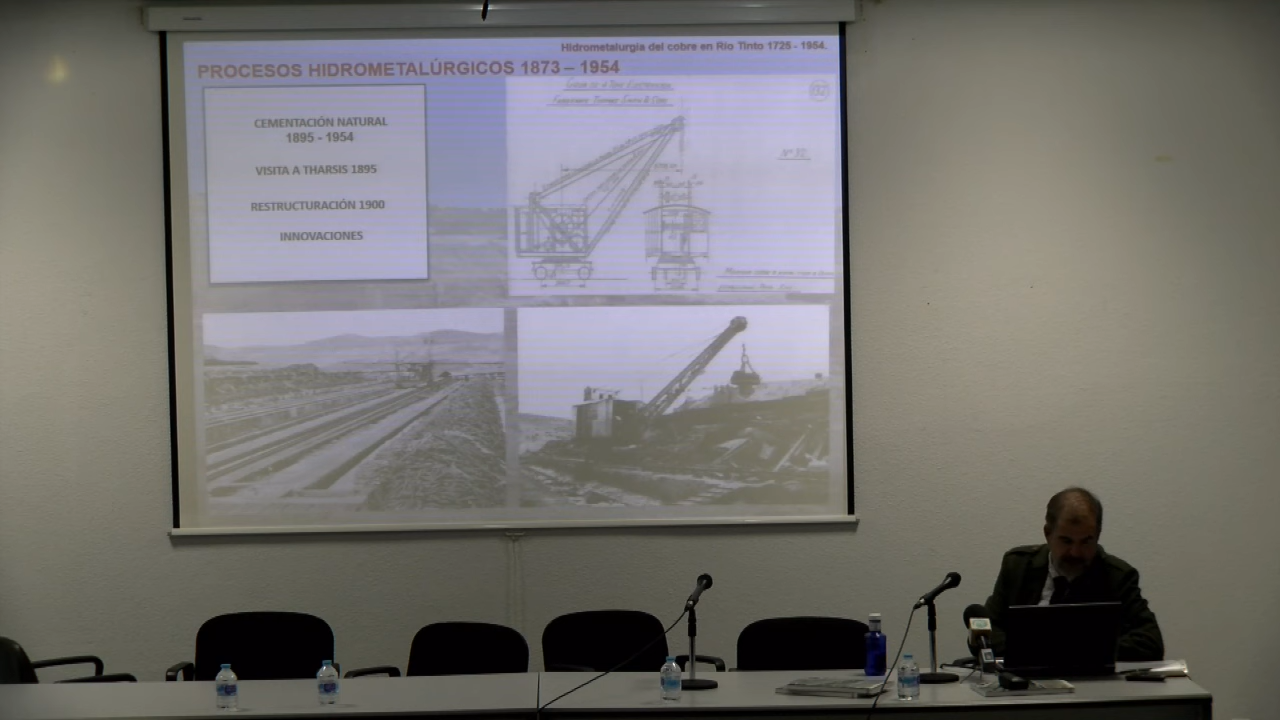 Hidrometalurgia del cobre en Rio Tinto 1725 - 1954.
PROCESOS HIDROMETALÚRGICOS 1873 – 1954
CEMENTACIÓN NATURAL
1895 - 1954
VISITA A THARSIS 1895
RESTRUCTURACIÓN 1900
INNOVACIONES